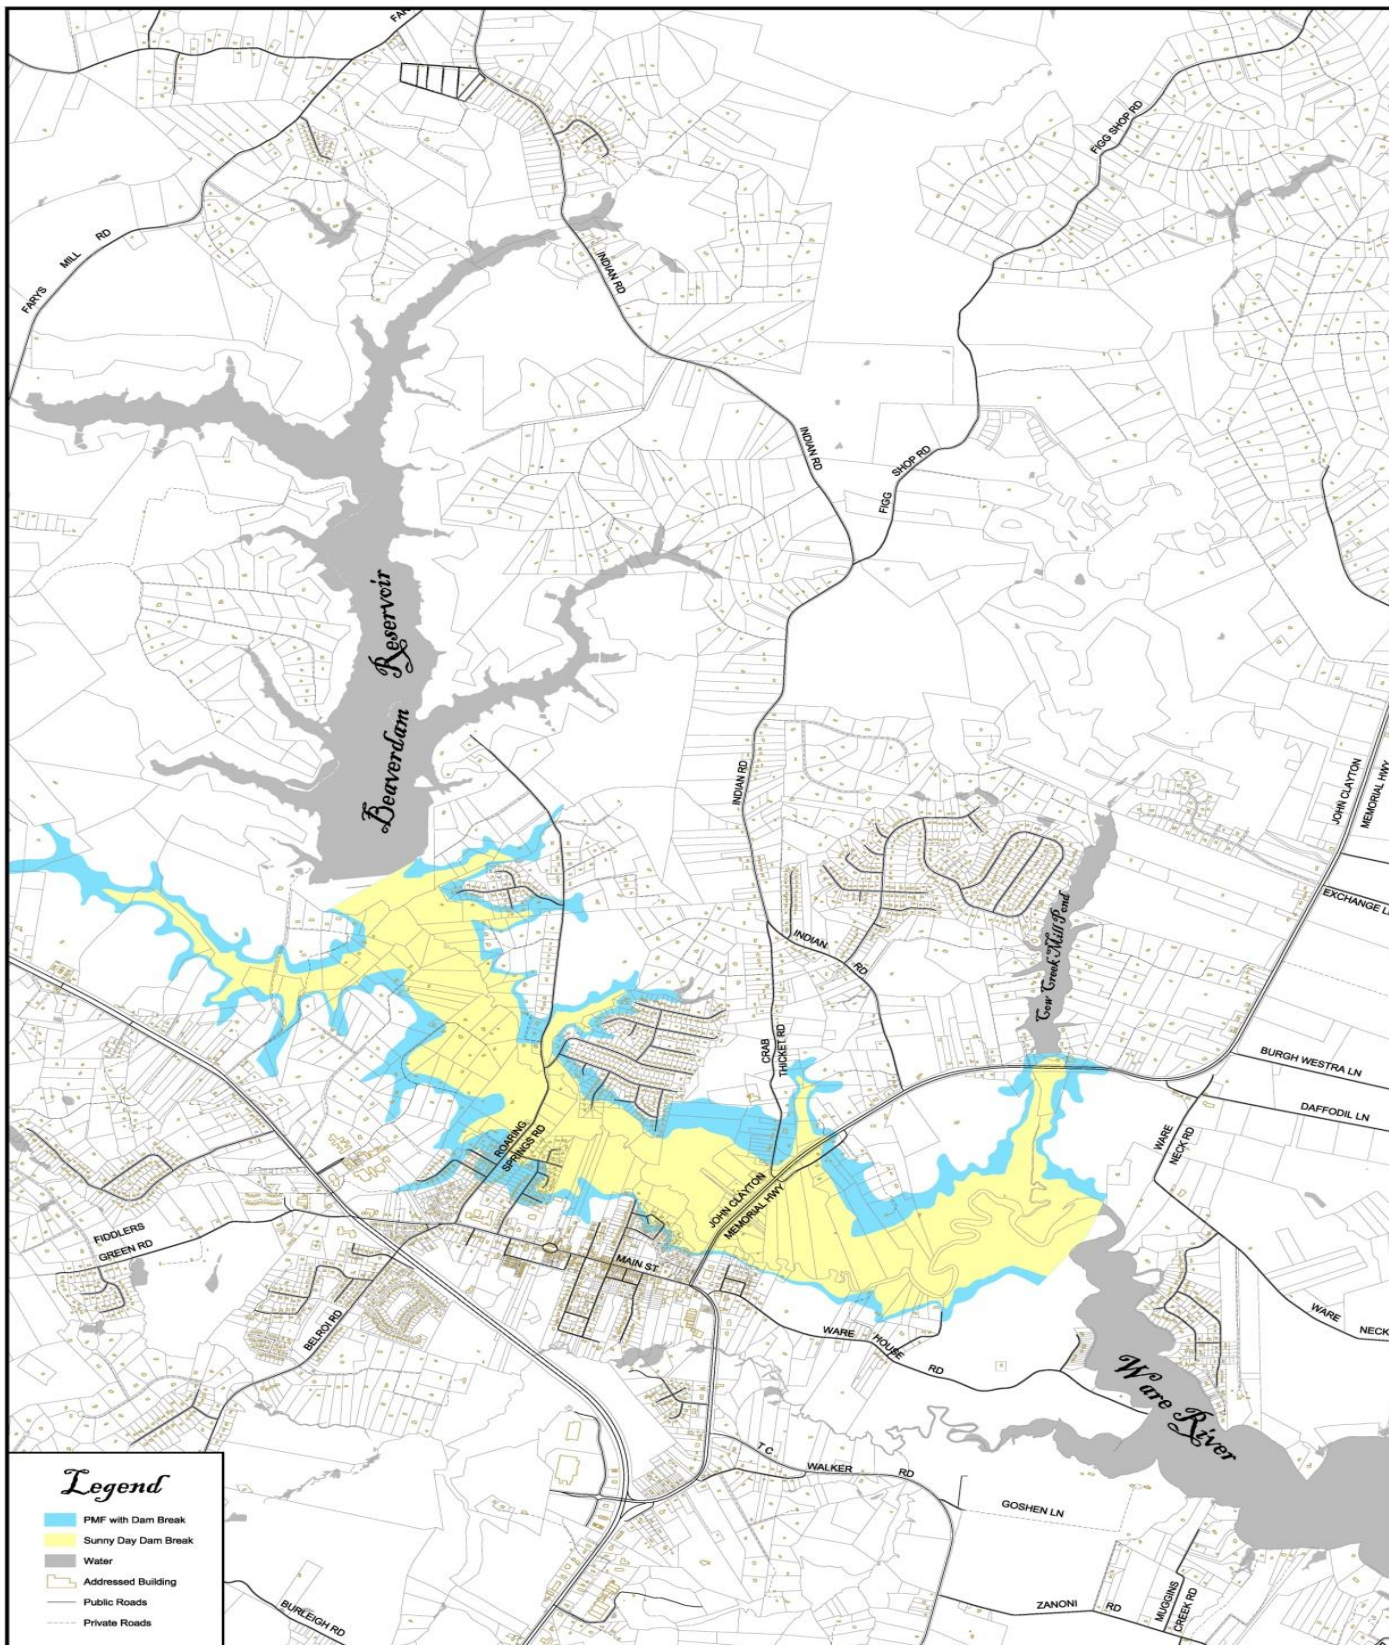 FAR
FIGG SHOP RD
FARYS
MILL
RD
INDIAN RD
INDIAN RD
FIGG
SHOP RD
Beaverdam Reservoir
INDIAN RD
JOHN CLAYTON
MEMORIAL HWY
EXCHANGE L
INDIAN
RD
Cow Creek Mill Pond
CRAB
THICKET RD
BURGH WESTRA LN
DAFFODIL LN
WARE
NECK RD
ROARING
SPRINGS RD
JOHN CLAYTON
MEMORIAL HWY
FIDDLERS
GREEN RD
MAIN ST
BELROI RD
WARE
HOUSE
RD
WARE
NECK
Ware River
T C
WALKER
RD
GOSHEN LN
ZANONI
RD
MUGGINS
CREEK RD
BURLEIGH RD
Legend
PMF with Dam Break
Sunny Day Dam Break
Water
Addressed Building
Public Roads
Private Roads